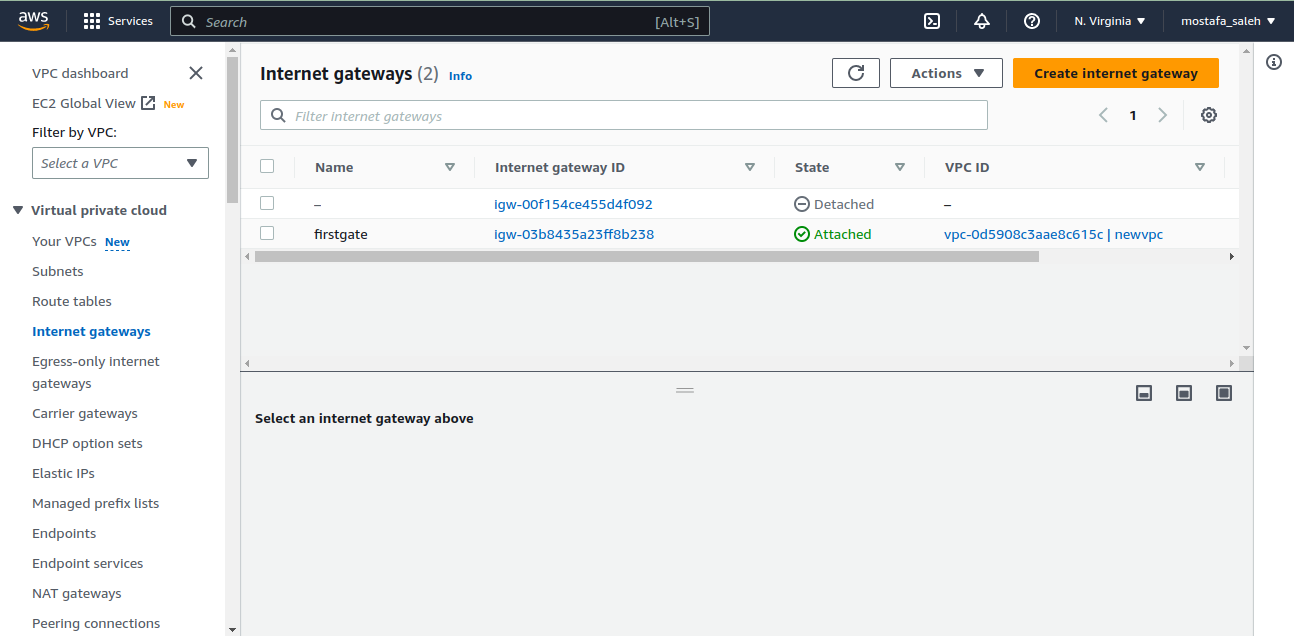 aws Services Search [Alt+S] N. Virginia mostafa_saleh
VPC dashboard
EC2 Global View New
Filter by VPC:
Select a VPC
Virtual private cloud
Your VPCs New
Subnets
Route tables
Internet gateways
Egress-only internet
gateways
Carrier gateways
DHCP option sets
Elastic IPs
Managed prefix lists
Endpoints
Endpoint services
NAT gateways
Peering connections
Internet gateways (2) Info
Actions
Create internet gateway
Filter internet gateways
1
Name Internet gateway ID State VPC ID
– igw-00f154ce455d4f092 Detached –
firstgate igw-03b8435a23ff8b238 Attached vpc-0d5908c3aae8c615c | newvpc
Select an internet gateway above